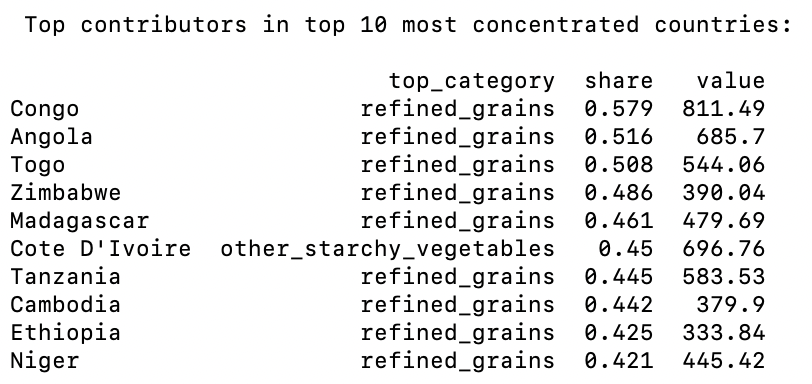 Top contributors in top 10 most concentrated countries:
top_category share value
Congo refined_grains 0.579 811.49
Angola refined_grains 0.516 685.7
Togo refined_grains 0.508 544.06
Zimbabwe refined_grains 0.486 390.04
Madagascar refined_grains 0.461 479.69
Cote D'Ivoire other_starchy_vegetables 0.45 696.76
Tanzania refined_grains 0.445 583.53
Cambodia refined_grains 0.442 379.9
Ethiopia refined_grains 0.425 333.84
Niger refined_grains 0.421 445.42